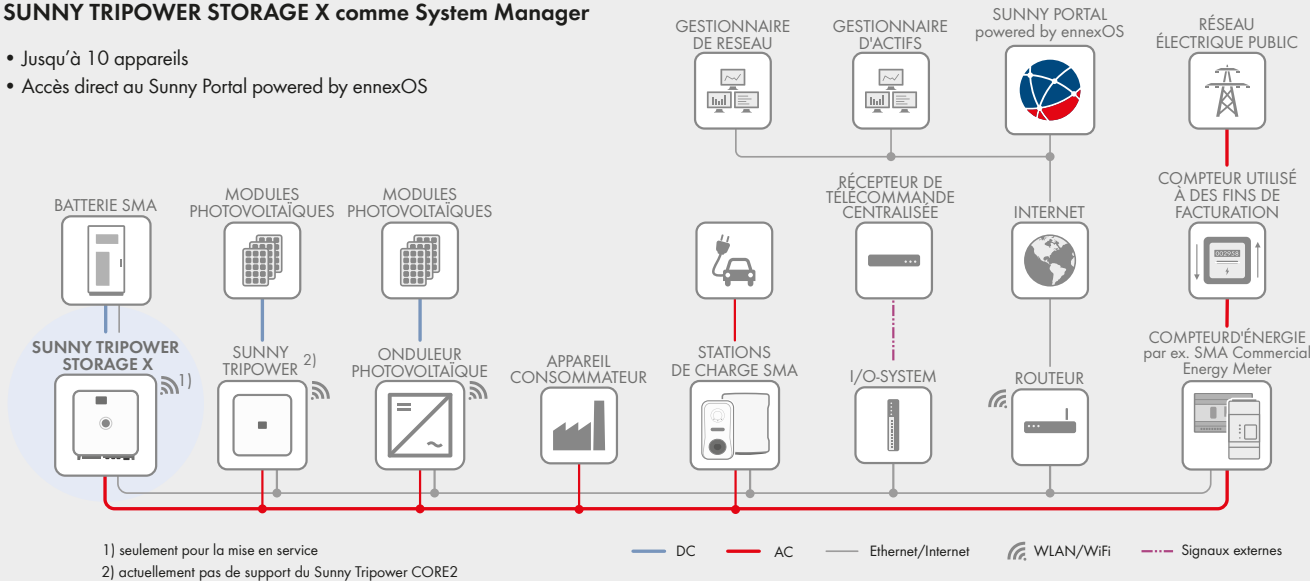 SUNNY TRIPOWER STORAGE X comme System Manager
• Jusqu'à 10 appareils
• Accès direct au Sunny Portal powered by ennexOS
GESTIONNAIRE
DE RESEAU
GESTIONNAIRE
D'ACTIFS
SUNNY PORTAL
powered by ennexOS
RÉSEAU
ÉLECTRIQUE PUBLIC
BATTERIE SMA
MODULES
PHOTOVOLTAÏQUES
MODULES
PHOTOVOLTAÏQUES
RÉCEPTEUR DE
TÉLÉCOMMANDE
CENTRALISÉE
INTERNET
COMPTEUR UTILISÉ
À DES FINS DE
FACTURATION
SUNNY TRIPOWER
STORAGE X
1)
SUNNY
TRIPOWER 2)
ONDULEUR
PHOTOVOLTAÏQUE
APPAREIL
CONSOMMATEUR
STATIONS
DE CHARGE SMA
I/O-SYSTEM
ROUTEUR
COMPTEURD'ÉNERGIE
par ex. SMA Commercial
Energy Meter
1) seulement pour la mise en service
2) actuellement pas de support du Sunny Tripower CORE2
DC
AC
Ethernet/Internet
WLAN/WiFi
Signaux externes